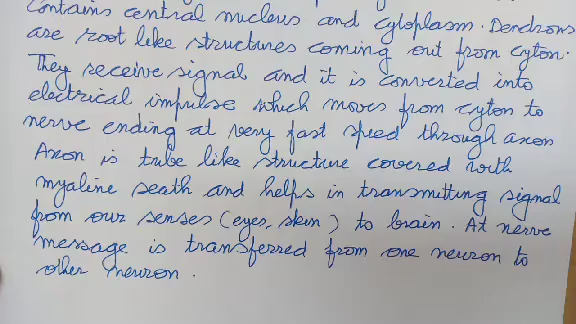 Contains central nucleus and cytoplasm. Dendrons
are root like structures coming out from cyton.
They receive signal and it is converted into
electrical impulse which moves from cyton to
nerve ending at very fast speed through axon
Axon is tube like structure covered with
myaline seath and helps in transmitting signal
from our senses (eyes, skin) to brain. At nerve
message is transferred from one neuron to
other neuron.